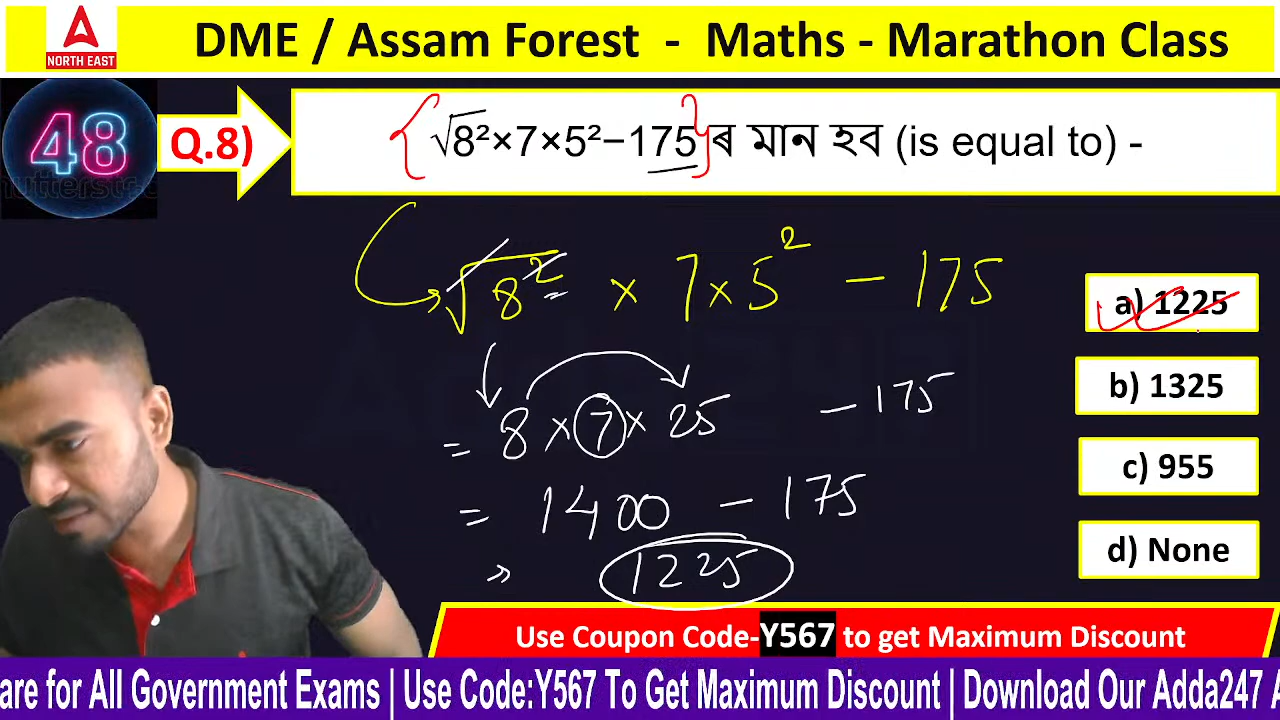 NORTH EAST
DME / Assam Forest - Maths - Marathon Class
48
Q.8)
{√8²×7×5²−175}ৰ মান হব (is equal to) -
√8² × 7 × 5² − 175
= 8 × 7 × 25 − 175
= 1400 − 175
1225
a) 1225
b) 1325
c) 955
d) None
Use Coupon Code-Y567 to get Maximum Discount
are for All Government Exams | Use Code:Y567 To Get Maximum Discount | Download Our Adda247